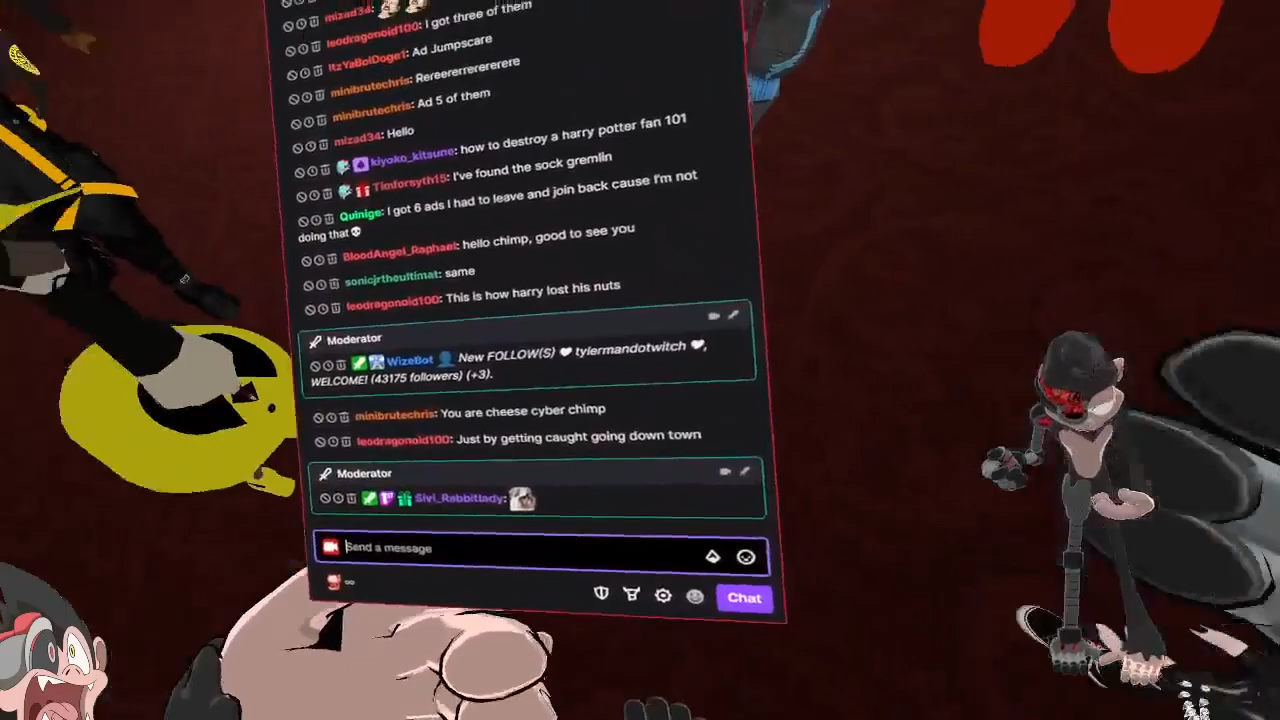 mizad34:
leodragonoid100: I got three of them
ItzYaBoiDoge1: Ad Jumpscare
minibrutechris: Rereererrererere
minibrutechris: Ad 5 of them
mizad34: Hello
kiyoko_kitsune: how to destroy a harry potter fan 101
Timforsyth15: I've found the sock gremlin
Quinige: I got 6 ads I had to leave and join back cause I'm not
doing that💀
BloodAngel_Raphael: hello chimp, good to see you
sonicjrtheultimat: same
leodragonoid100: This is how harry lost his nuts
Moderator
WizeBot 👤 New FOLLOW(S) ❤ tylermandotwitch ❤,
WELCOME! (43175 followers) (+3).
minibrutechris: You are cheese cyber chimp
leodragonoid100: Just by getting caught going down town
Moderator
Sivi_Rabbitlady:
Send a message
∞
Chat